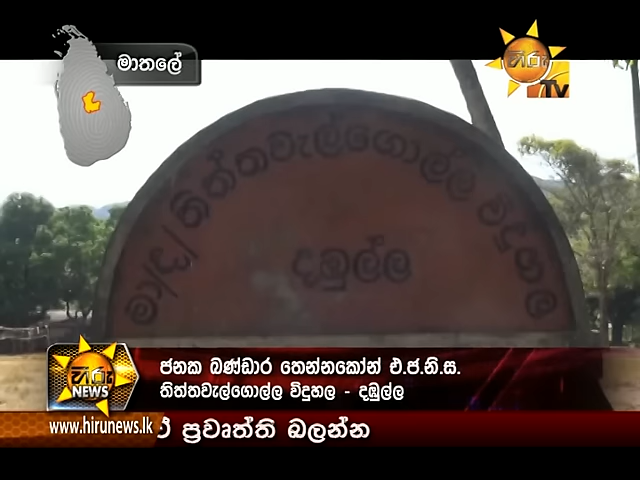 මාතලේ
හිරු
TV
මා/ද/ තිත්තවැල්ගොල්ල විදුහල
දඹුල්ල
හිරු
NEWS
ජනක බණ්ඩාර තෙන්නකෝන් එ.ජ.නි.ස.
තිත්තවැල්ගොල්ල විදුහල - දඹුල්ල
www.hirunews.lk
ප්‍රවෘත්ති බලන්න